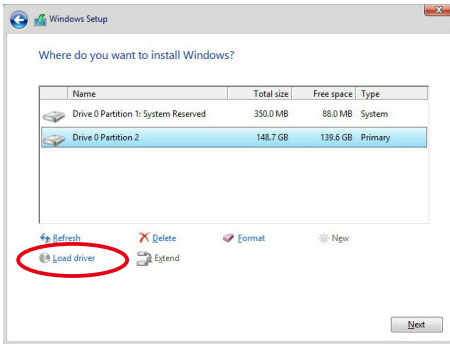 Windows Setup
Where do you want to install Windows?
Name Total size Free space Type
Drive 0 Partition 1: System Reserved 350.0 MB 88.0 MB System
Drive 0 Partition 2 148.7 GB 139.6 GB Primary
Refresh Delete Format New
Load driver Extend
Next